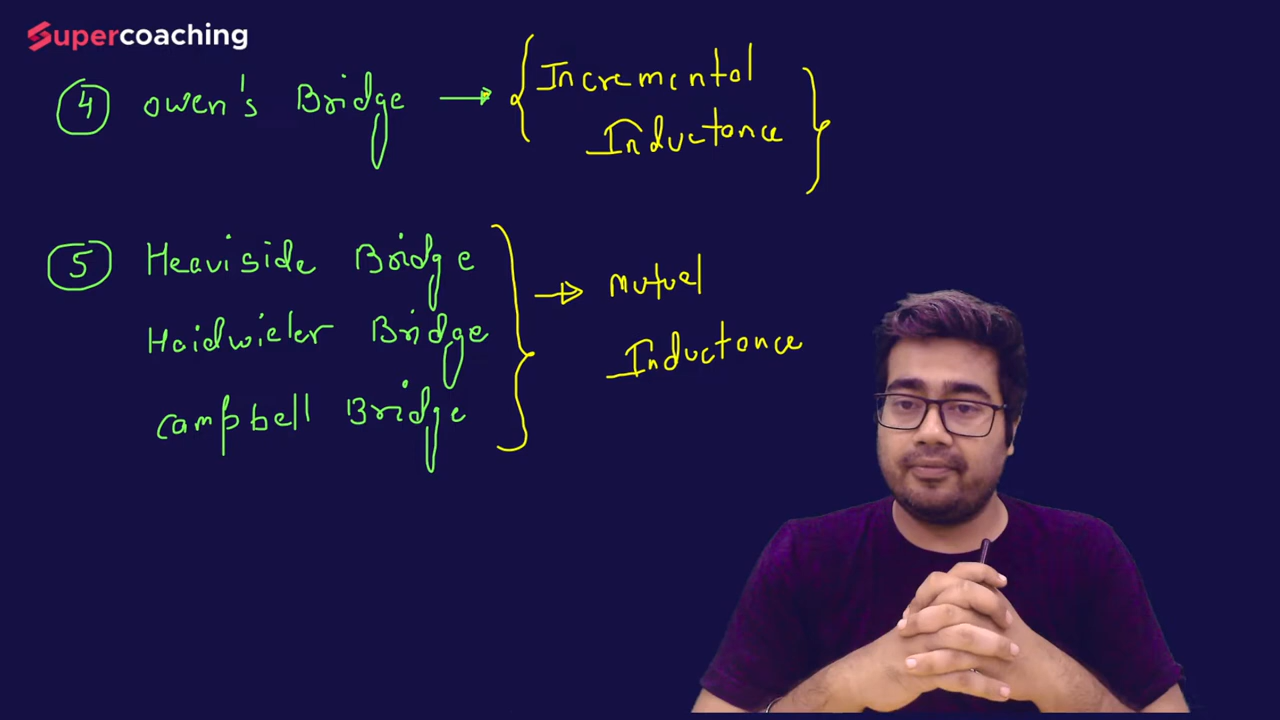 Supercoaching
4 Owen's Bridge → { Incremental
Inductance }
5 Heaviside Bridge
Haidwieler Bridge
Campbell Bridge
→ Mutual
Inductance